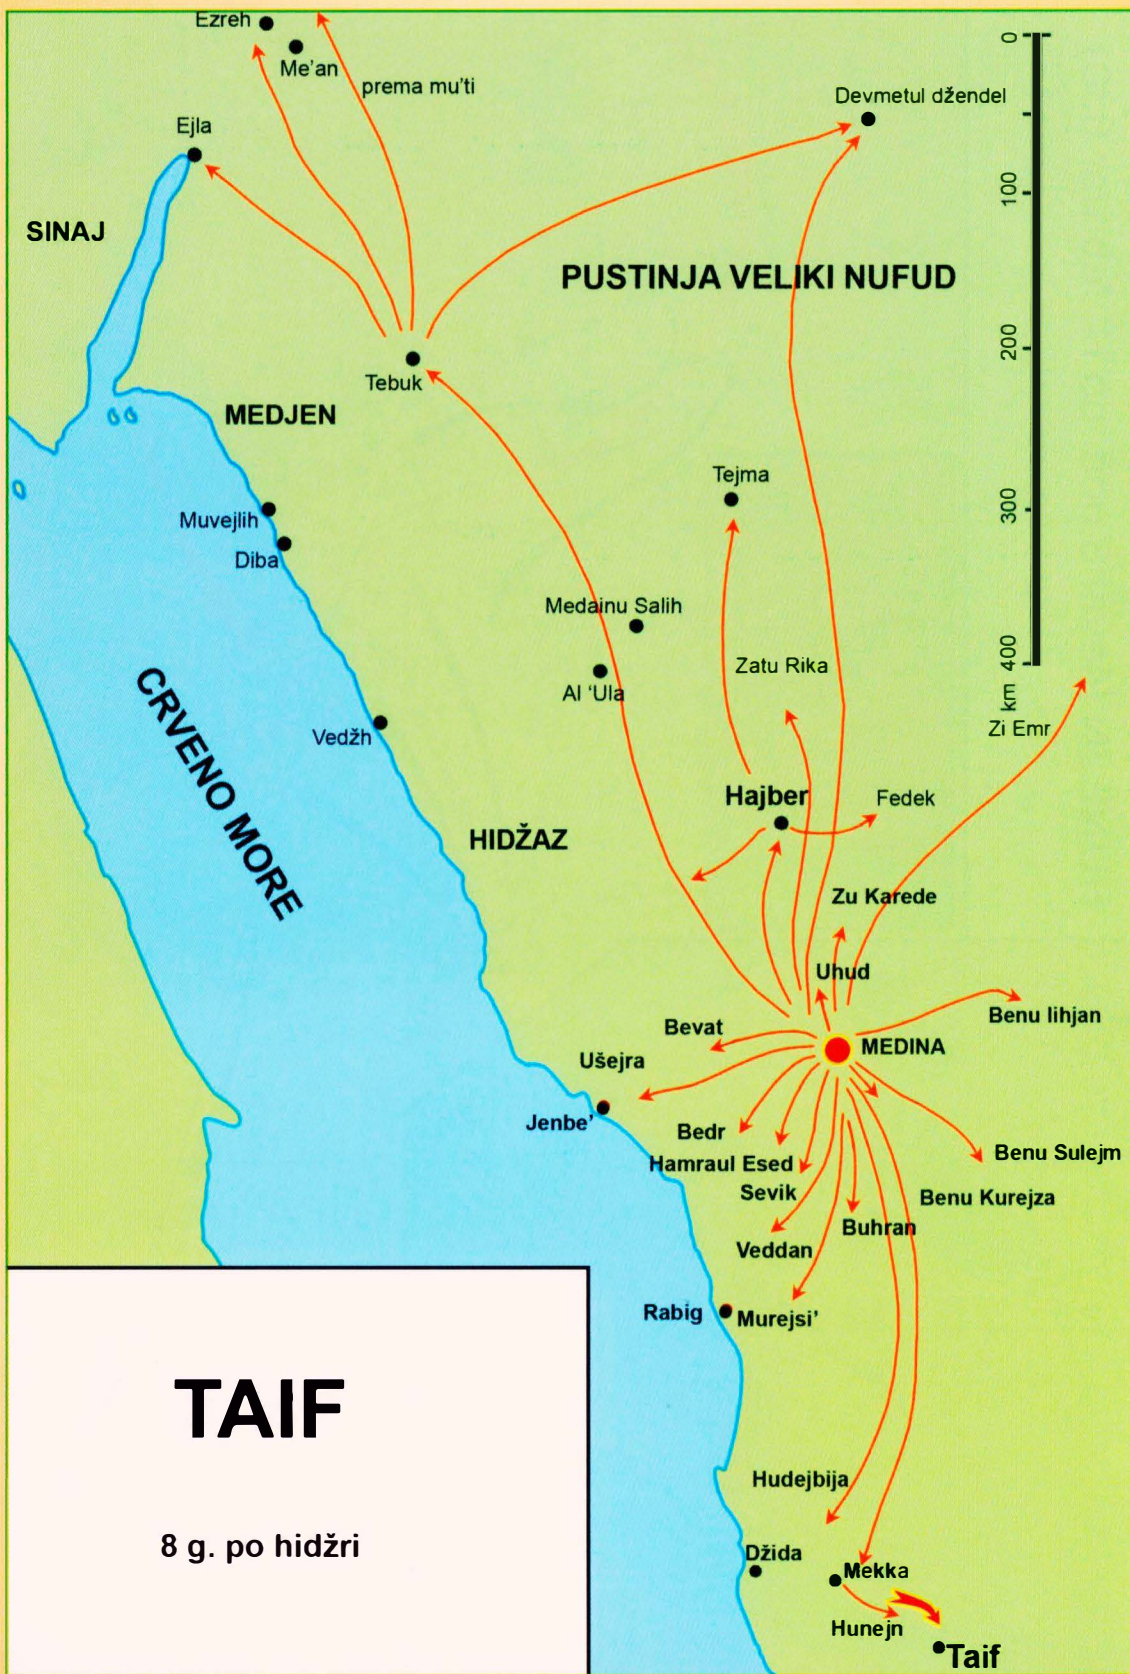 Ezreh
Me'an
prema mu'ti
0
Devmetul džendel
Ejla
100
SINAJ
PUSTINJA VELIKI NUFUD
200
Tebuk
MEDJEN
Tejma
300
Muvejlih
Diba
Medainu Salih
Zatu Rika
400
km
Al ‘Ula
Zi Emr
CRVENO MORE
Vedžh
Hajber
Fedek
HIDŽAZ
Zu Karede
Uhud
Benu lihjan
Bevat
MEDINA
Ušejra
Jenbe’
Bedr
Benu Sulejm
Hamraul Esed
Sevik
Benu Kurejza
Buhran
Veddan
Rabig
Murejsi’
TAIF
Hudejbija
8 g. po hidžri
Džida
Mekka
Hunejn
Taif